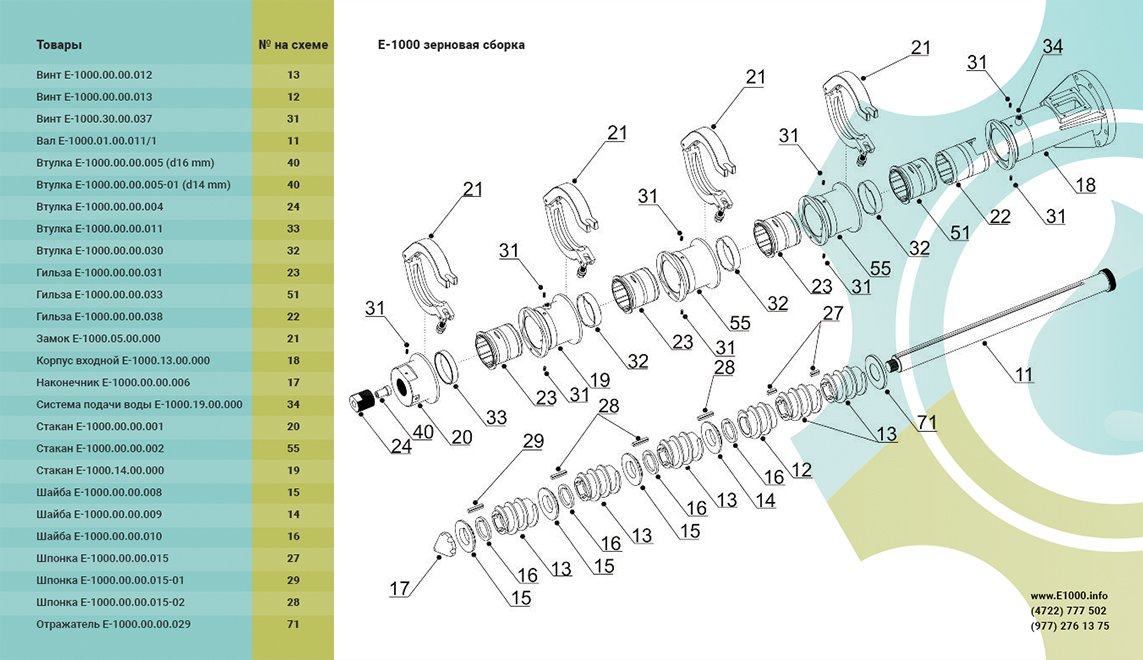 Товары № на схеме
Винт Е-1000.00.00.012 13
Винт Е-1000.00.00.013 12
Винт Е-1000.30.00.037 31
Вал Е-1000.01.00.011/1 11
Втулка Е-1000.00.00.005 (d16 mm) 40
Втулка Е-1000.00.00.005-01 (d14 mm) 40
Втулка Е-1000.00.00.004 24
Втулка Е-1000.00.00.011 33
Втулка Е-1000.00.00.030 32
Гильза Е-1000.00.00.031 23
Гильза Е-1000.00.00.033 51
Гильза Е-1000.00.00.038 22
Замок Е-1000.05.00.000 21
Корпус входной Е-1000.13.00.000 18
Наконечник Е-1000.00.00.006 17
Система подачи воды Е-1000.19.00.000 34
Стакан Е-1000.00.00.001 20
Стакан Е-1000.00.00.002 55
Стакан Е-1000.14.00.000 19
Шайба Е-1000.00.00.008 15
Шайба Е-1000.00.00.009 14
Шайба Е-1000.00.00.010 16
Шпонка Е-1000.00.00.015 27
Шпонка Е-1000.00.00.015-01 29
Шпонка Е-1000.00.00.015-02 28
Отражатель Е-1000.00.00.029 71
Е-1000 зерновая сборка
21 34
31
21
21 31
21 31
31
31
18
31
22
51
32
55
31
23
32
27
55
31
23
32
28
11
19
31
23
33
28
20
40
24
29
71
13
12
16
14
13
16
15
13
16
15
13
16
15
17
www.E1000.info
(4722) 777 502
(977) 276 13 75